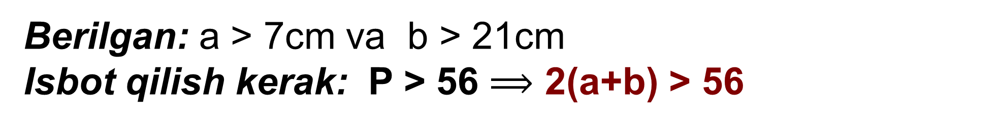 Berilgan: a > 7cm va b > 21cm
Isbot qilish kerak: P > 56 ⟹ 2(a+b) > 56